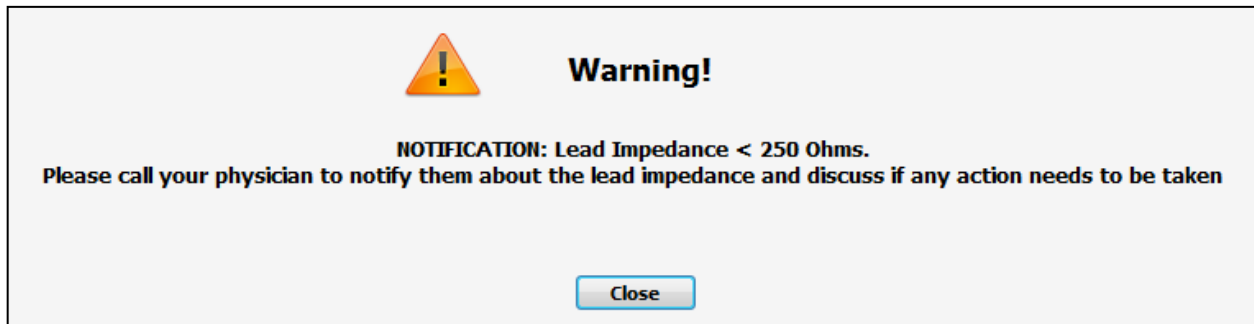 Warning!
NOTIFICATION: Lead Impedance < 250 Ohms.
Please call your physician to notify them about the lead impedance and discuss if any action needs to be taken
Close